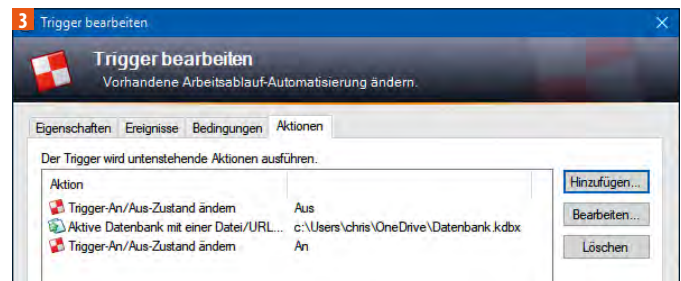 3 Trigger bearbeiten
Trigger bearbeiten
Vorhandene Arbeitsablauf-Automatisierung ändern.
Eigenschaften Ereignisse Bedingungen Aktionen
Der Trigger wird untenstehende Aktionen ausführen.
Aktion
Trigger-An/Aus-Zustand ändern Aus
Aktive Datenbank mit einer Datei/URL... c:\Users\chris\OneDrive\Datenbank.kdbx
Trigger-An/Aus-Zustand ändern An
Hinzufügen...
Bearbeiten...
Löschen